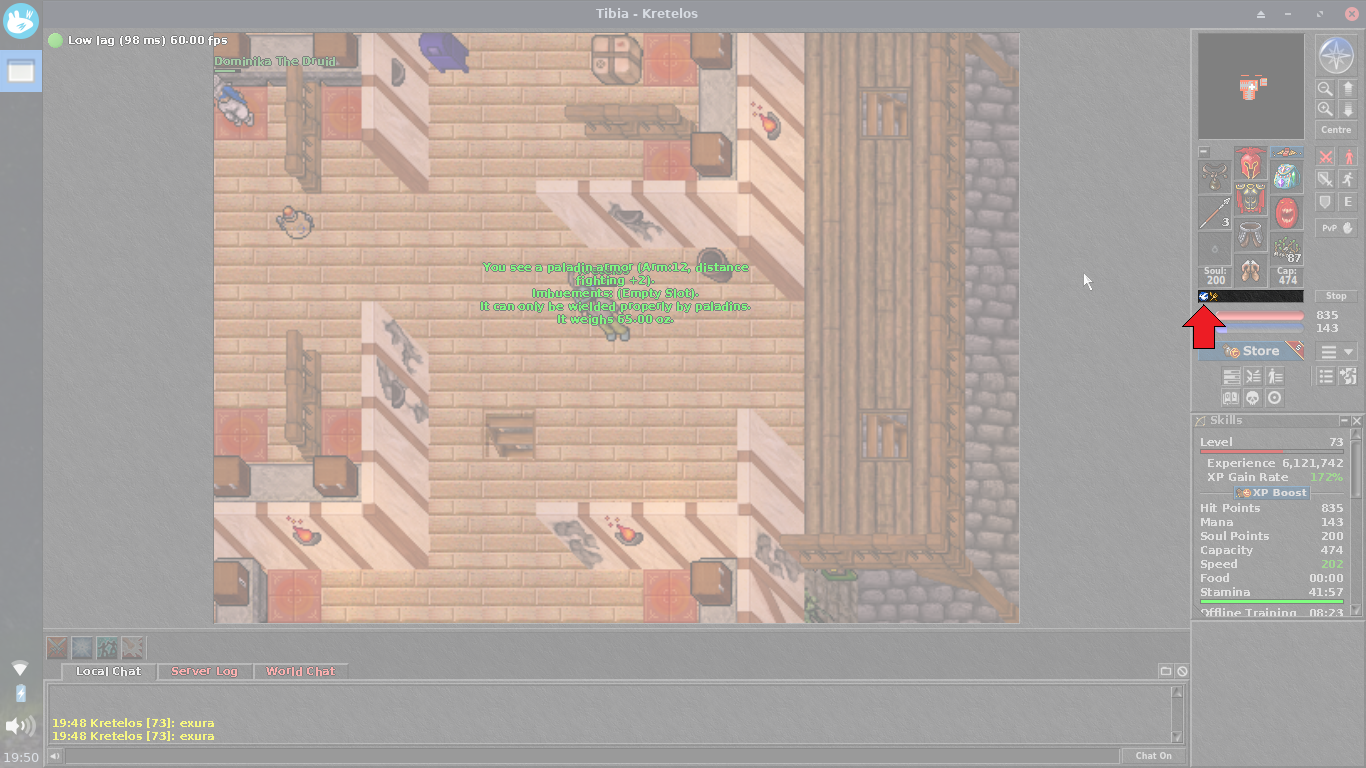 Tibia - Kretelos
Low lag (98 ms) 60.00 fps
Dominika The Druid
You see a paladin armor (Arm:12, distance
fighting +2).
Imbuements: (Empty Slot).
It can only be wielded properly by paladins.
It weighs 65.00 oz.
Centre
3
E
PvP
87
Soul:
200
Cap:
474
Stop
835
143
Store
Skills
Level 73
Experience 6,121,742
XP Gain Rate 172%
XP Boost
Hit Points 835
Mana 143
Soul Points 200
Capacity 474
Speed 202
Food 00:00
Stamina 41:57
Offline Training 08:23
Local Chat Server Log World Chat
19:48 Kretelos [73]: exura
19:48 Kretelos [73]: exura
Chat On
19:50